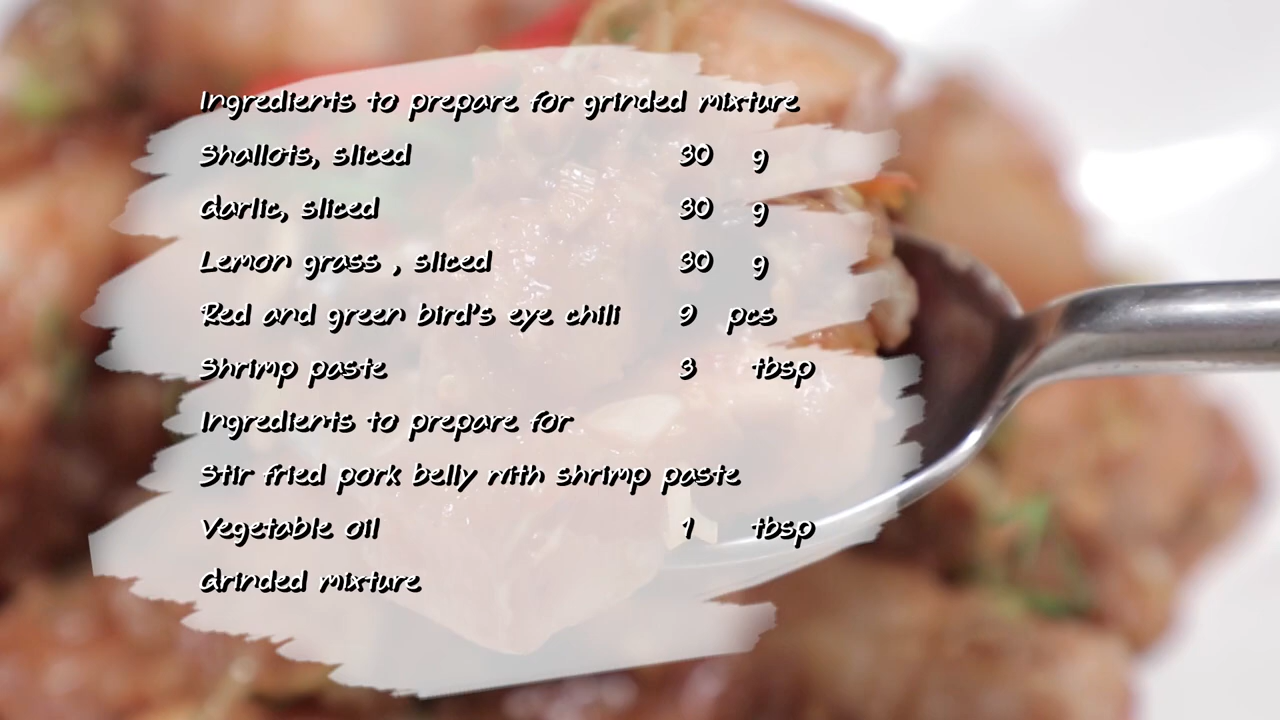 Ingredients to prepare for grinded mixture
Shallots, sliced 30 g
Garlic, sliced 30 g
Lemon grass , sliced 30 g
Red and green bird's eye chili 9 pcs
Shrimp paste 3 tbsp
Ingredients to prepare for
Stir fried pork belly with shrimp paste
Vegetable oil 1 tbsp
Grinded mixture